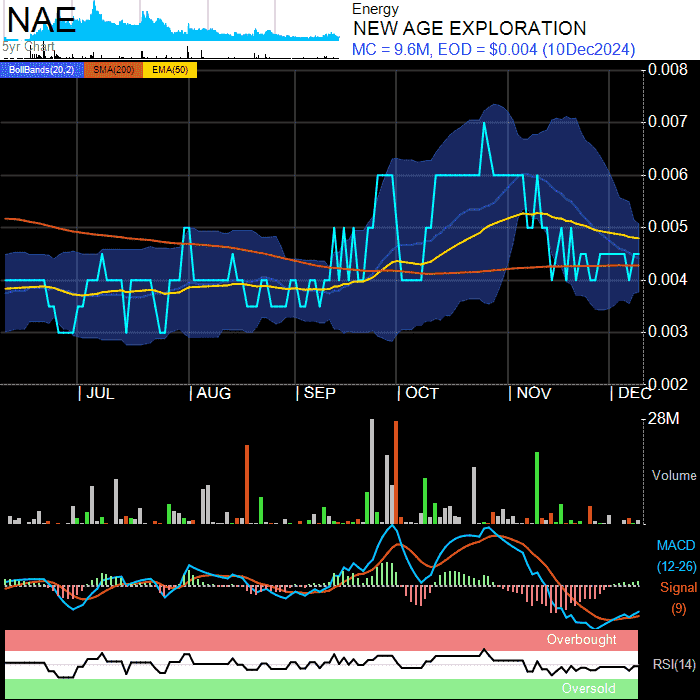 NAE
5yr Chart
Energy
NEW AGE EXPLORATION
MC = 9.6M, EOD = $0.004 (10Dec2024)
BollBands(20,2) SMA(200) EMA(50)
0.008
0.007
0.006
0.005
0.004
0.003
0.002
JUL AUG SEP OCT NOV DEC
28M
Volume
MACD
(12-26)
Signal
(9)
Overbought
RSI(14)
Oversold